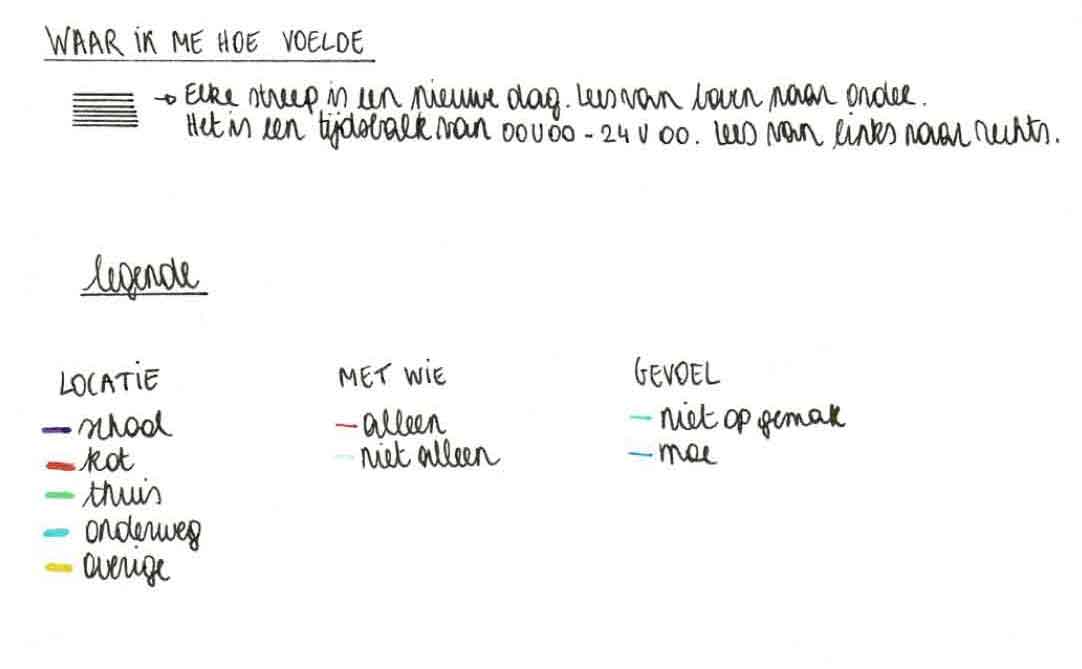 WAAR IK ME HOE VOELDE
→ Elke streep is een nieuwe dag. Lees van boven naar onder.
Het is een tijdsbalk van 00U00 - 24U00. Lees van links naar rechts.
legende
LOCATIE
school
kot
thuis
onderweg
overige
MET WIE
alleen
niet alleen
GEVOEL
niet op gemak
moe